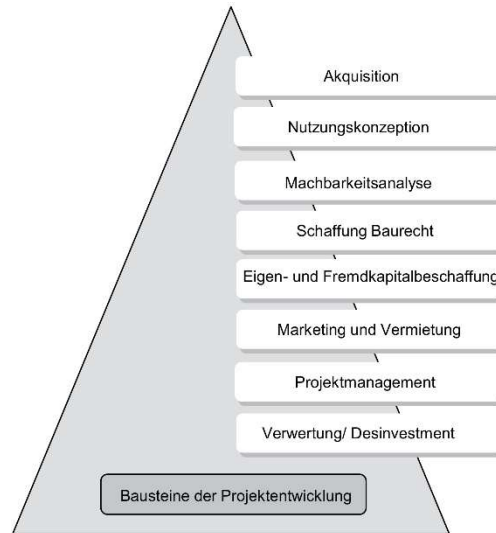 Akquisition
Nutzungskonzeption
Machbarkeitsanalyse
Schaffung Baurecht
Eigen- und Fremdkapitalbeschaffung
Marketing und Vermietung
Projektmanagement
Verwertung/ Desinvestment
Bausteine der Projektentwicklung